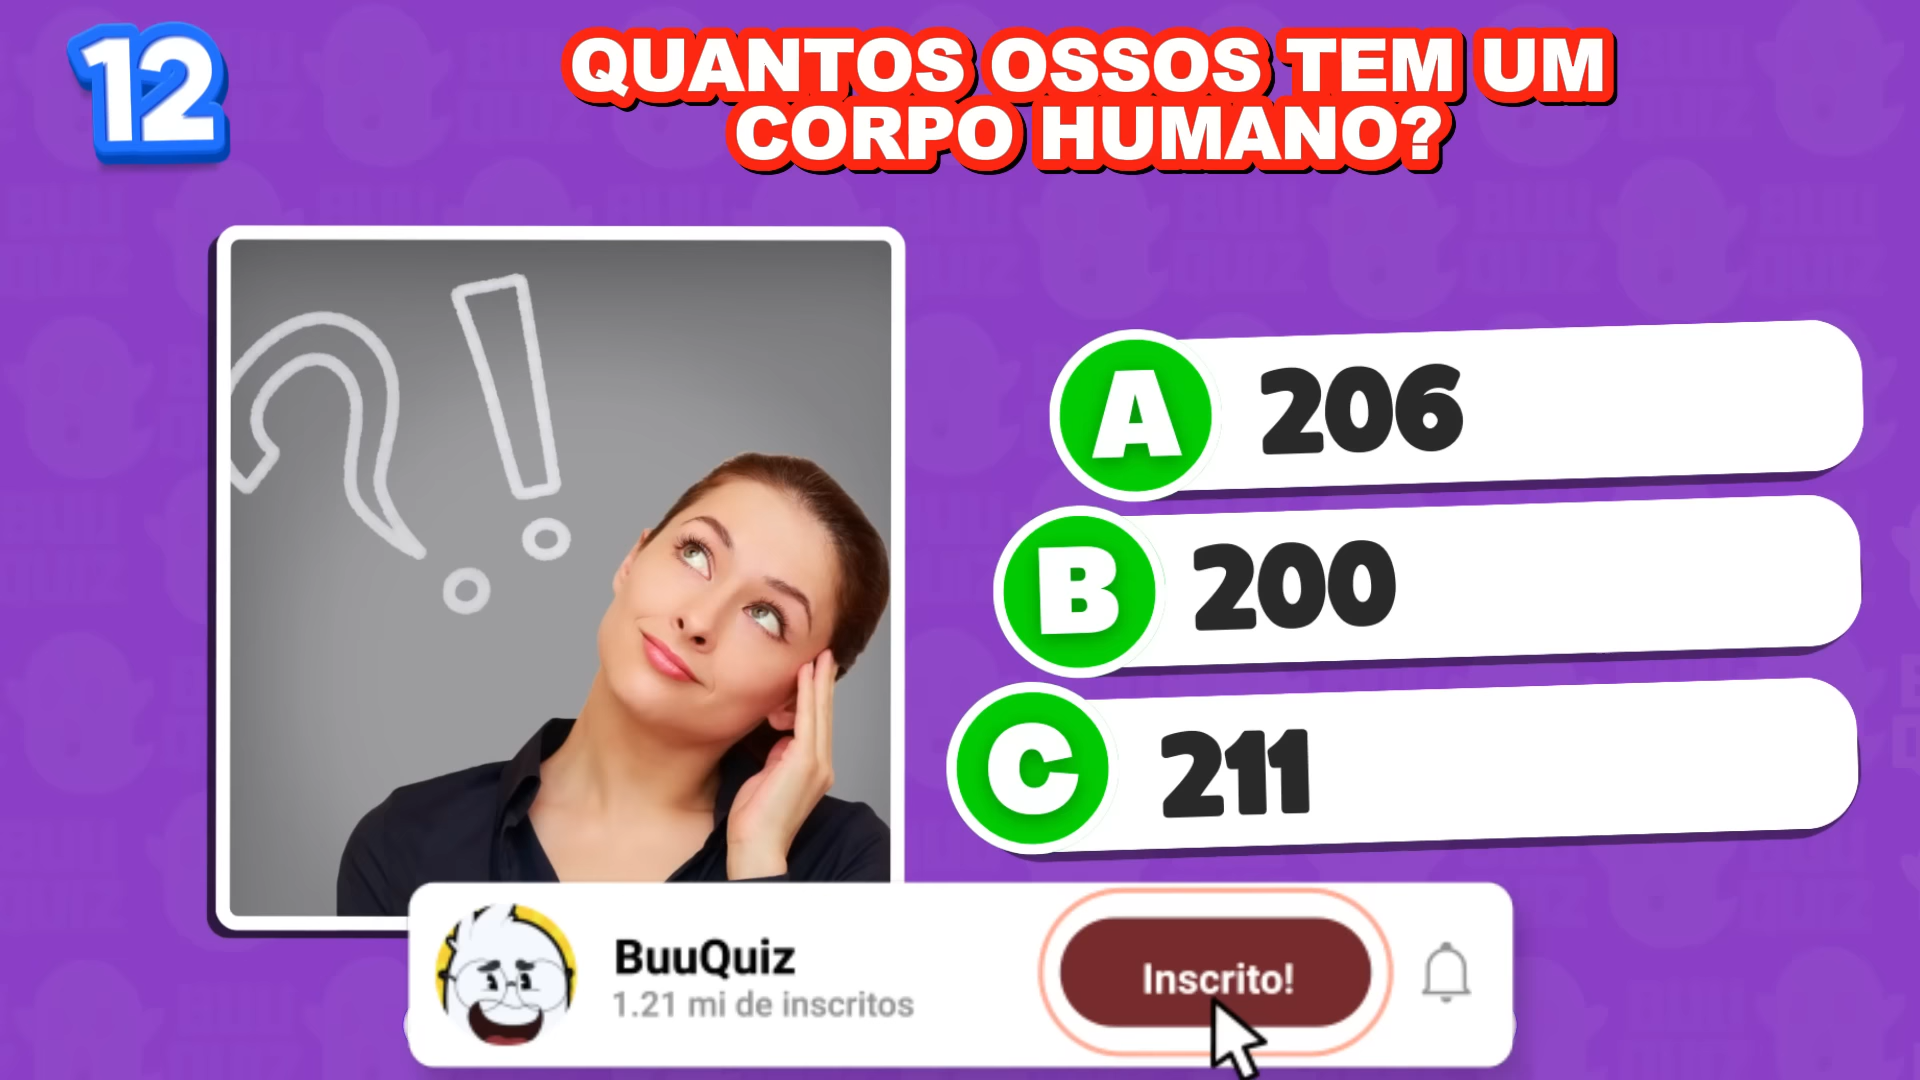 12
QUANTOS OSSOS TEM UM
CORPO HUMANO?
?!
A 206
B 200
C 211
BuuQuiz
1.21 mi de inscritos
Inscrito!